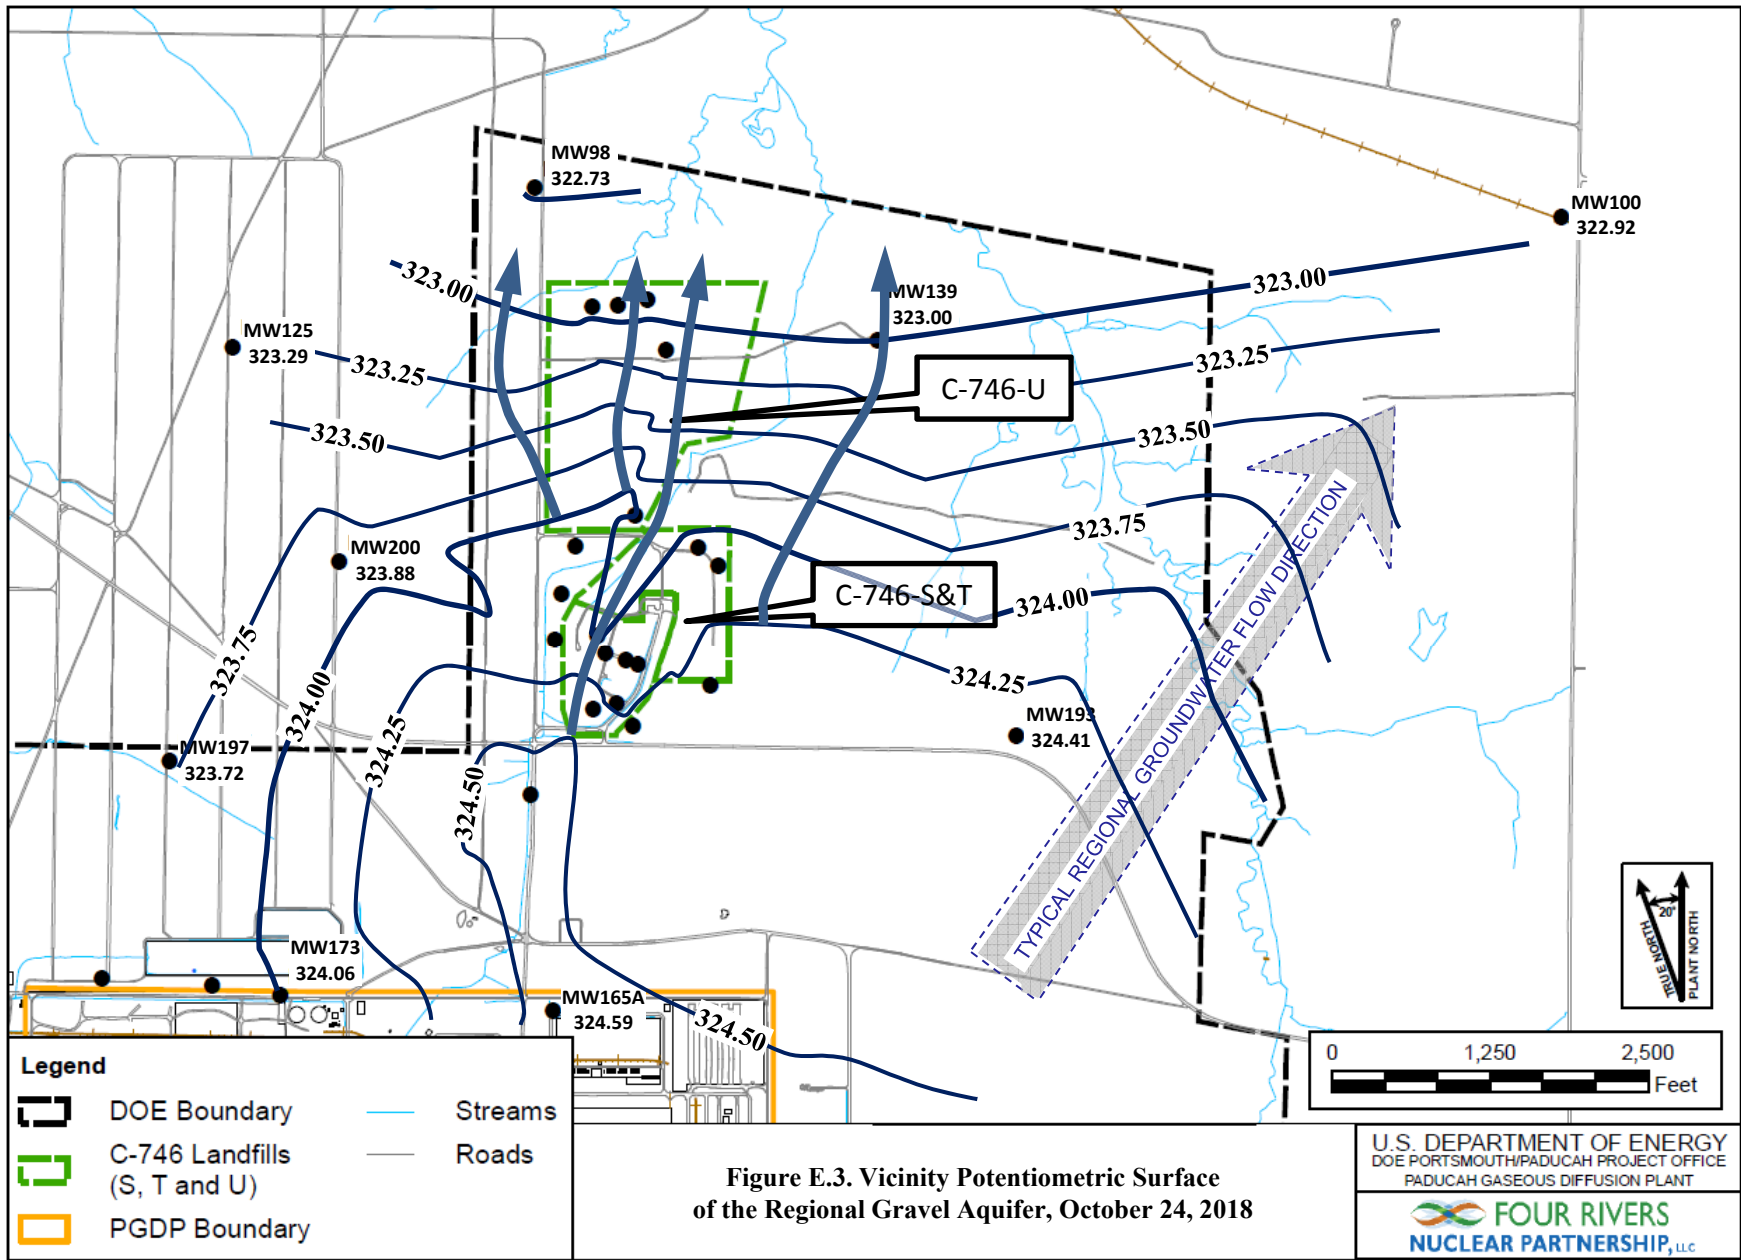 MW98
322.73
MW100
322.92
323.00
323.00
MW139
323.00
MW125
323.29
323.25
323.25
C-746-U
323.50
323.50
323.75
MW200
323.88
C-746-S&T
324.00
323.75
324.00
324.25
324.25
MW193
324.41
MW197
323.72
324.50
TYPICAL REGIONAL GROUNDWATER FLOW DIRECTION
MW173
324.06
MW165A
324.59
324.50
20°
TRUE NORTH
PLANT NORTH
0 1,250 2,500
Feet
Legend
DOE Boundary
C-746 Landfills
(S, T and U)
PGDP Boundary
Streams
Roads
Figure E.3. Vicinity Potentiometric Surface
of the Regional Gravel Aquifer, October 24, 2018
U.S. DEPARTMENT OF ENERGY
DOE PORTSMOUTH/PADUCAH PROJECT OFFICE
PADUCAH GASEOUS DIFFUSION PLANT
FOUR RIVERS
NUCLEAR PARTNERSHIP, LLC